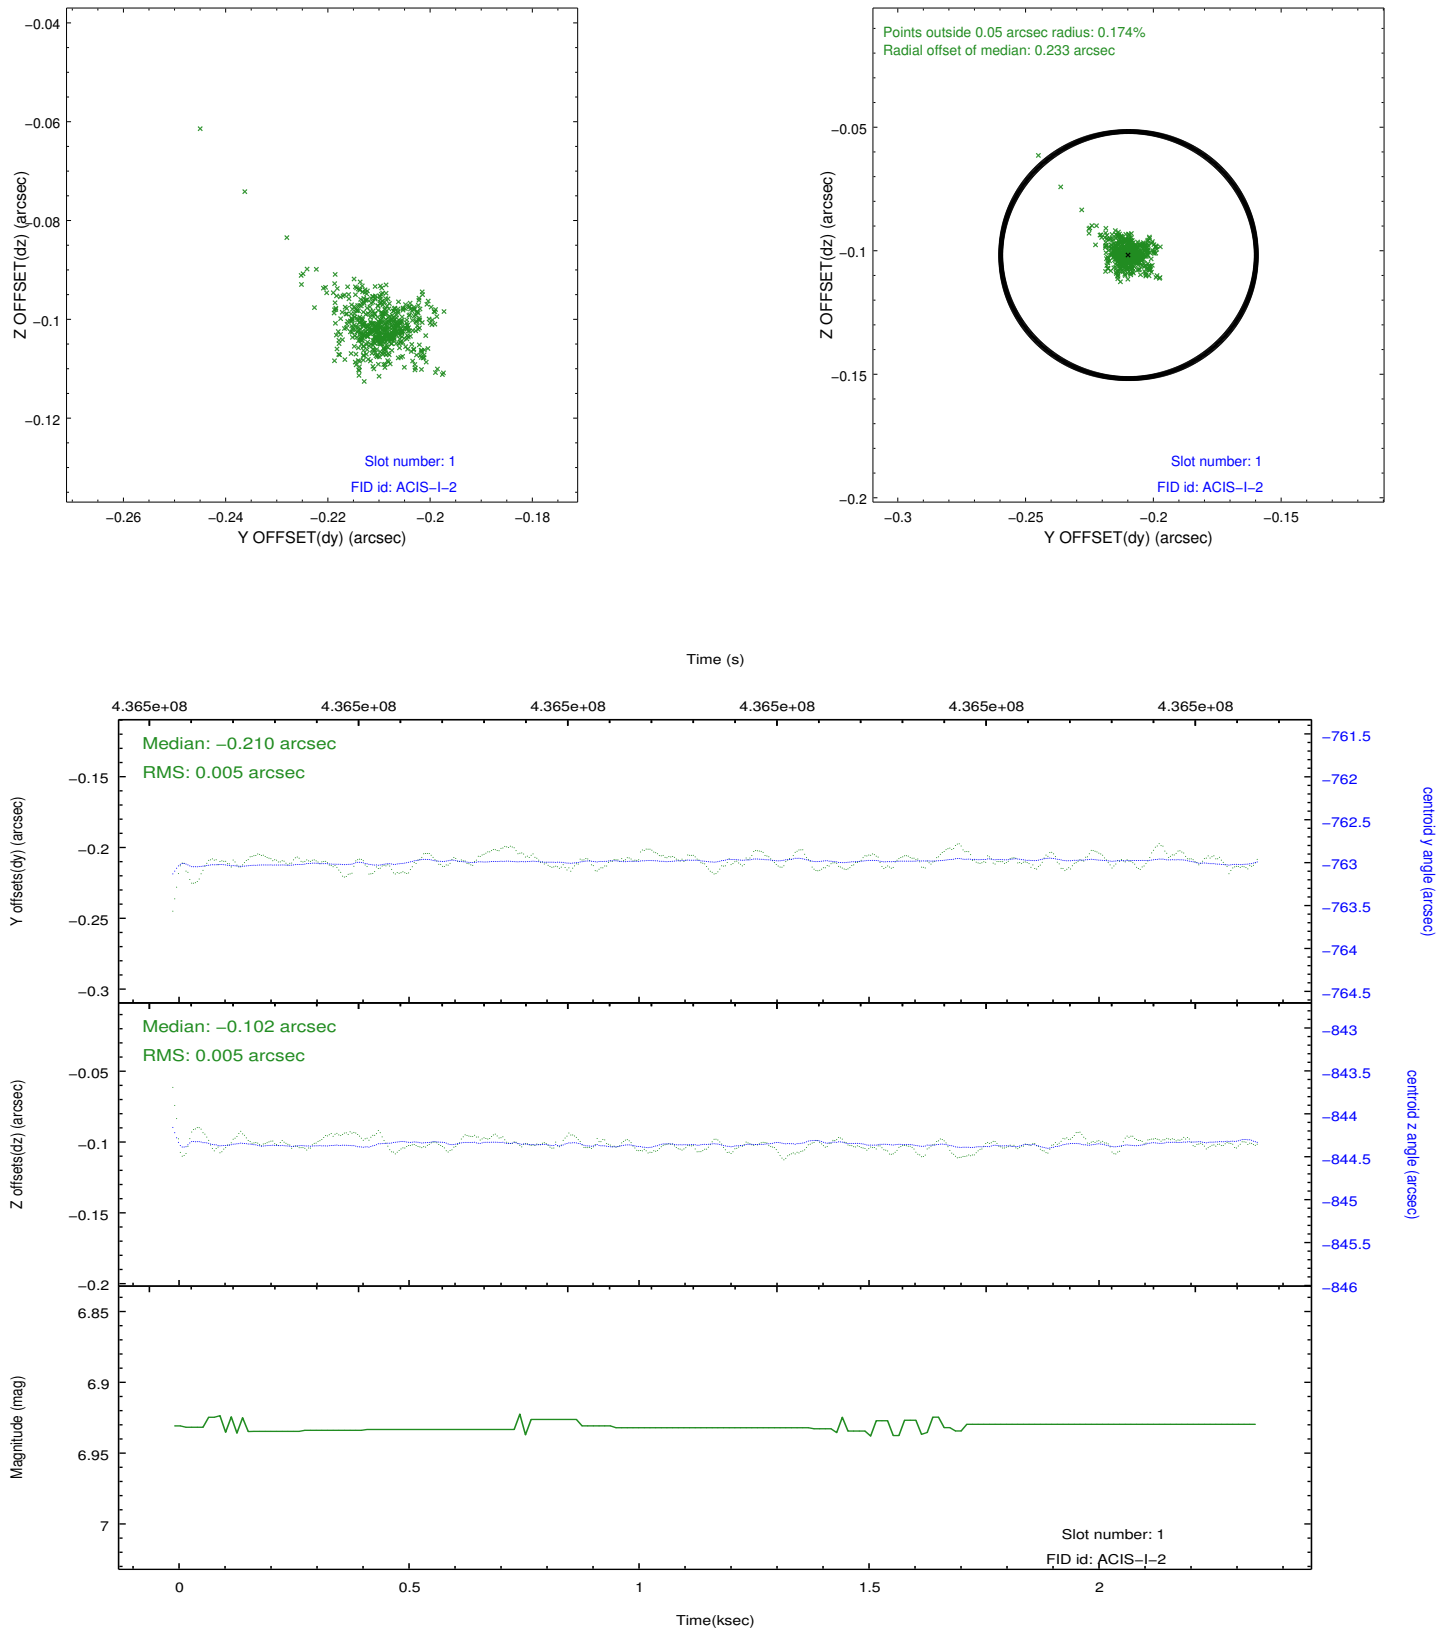 −0.04
−0.06
−0.08
−0.1
−0.12
Z OFFSET(dz) (arcsec)
Slot number: 1
FID id: ACIS−I−2
−0.26
−0.24
−0.22
−0.2
−0.18
Y OFFSET(dy) (arcsec)
Points outside 0.05 arcsec radius: 0.174%
Radial offset of median: 0.233 arcsec
−0.05
−0.1
−0.15
−0.2
Z OFFSET(dz) (arcsec)
Slot number: 1
FID id: ACIS−I−2
−0.3
−0.25
−0.2
−0.15
Y OFFSET(dy) (arcsec)
Time (s)
4.365e+08
4.365e+08
4.365e+08
4.365e+08
4.365e+08
4.365e+08
Median: −0.210 arcsec
RMS: 0.005 arcsec
−0.15
−0.2
−0.25
−0.3
Y offsets(dy) (arcsec)
−761.5
−762
−762.5
−763
−763.5
−764
−764.5
centroid y angle (arcsec)
Median: −0.102 arcsec
RMS: 0.005 arcsec
−0.05
−0.1
−0.15
−0.2
Z offsets(dz) (arcsec)
−843
−843.5
−844
−844.5
−845
−845.5
−846
centroid z angle (arcsec)
6.85
6.9
6.95
7
Magnitude (mag)
Slot number: 1
FID id: ACIS−I−2
0
0.5
1
1.5
2
Time(ksec)